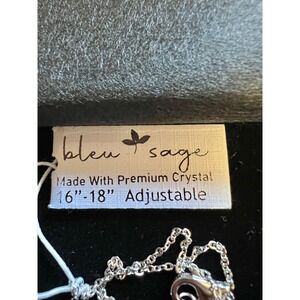 bleu sage
Made With Premium Crystal
16"-18" Adjustable